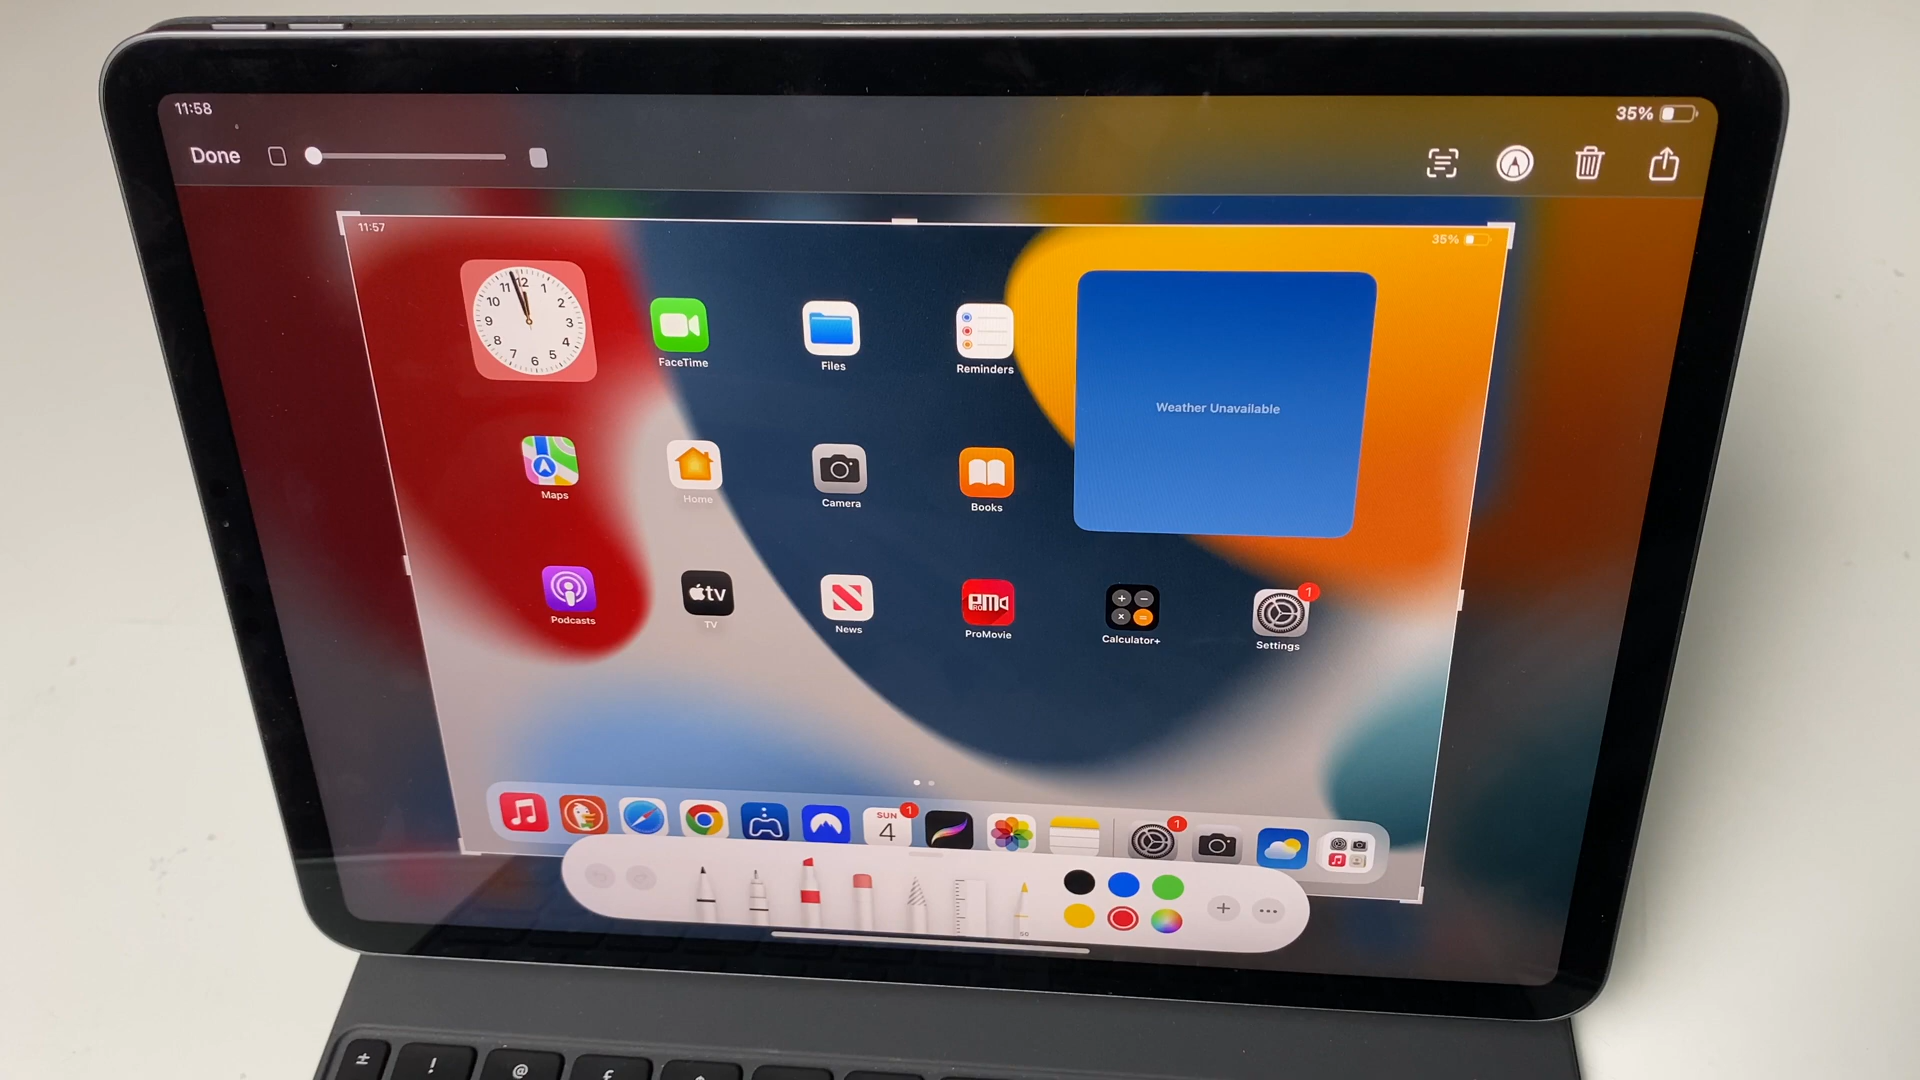 11:58
35%
Done
11:57
35%
12
1
2
3
4
5
6
7
8
9
10
11
FaceTime
Files
Reminders
Weather Unavailable
Maps
Home
Camera
Books
Podcasts
tv
TV
News
PRO
ProMovie
+ −
× =
Calculator+
1
Settings
SUN
4
1
1
50
+
±
!
@
£